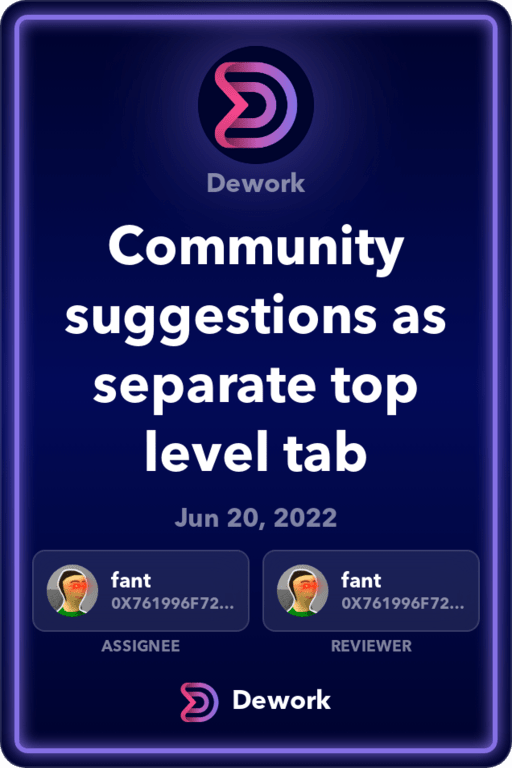 Dework
Community
suggestions as
separate top
level tab
Jun 20, 2022
fant
0X761996F72...
fant
0X761996F72...
ASSIGNEE
REVIEWER
Dework